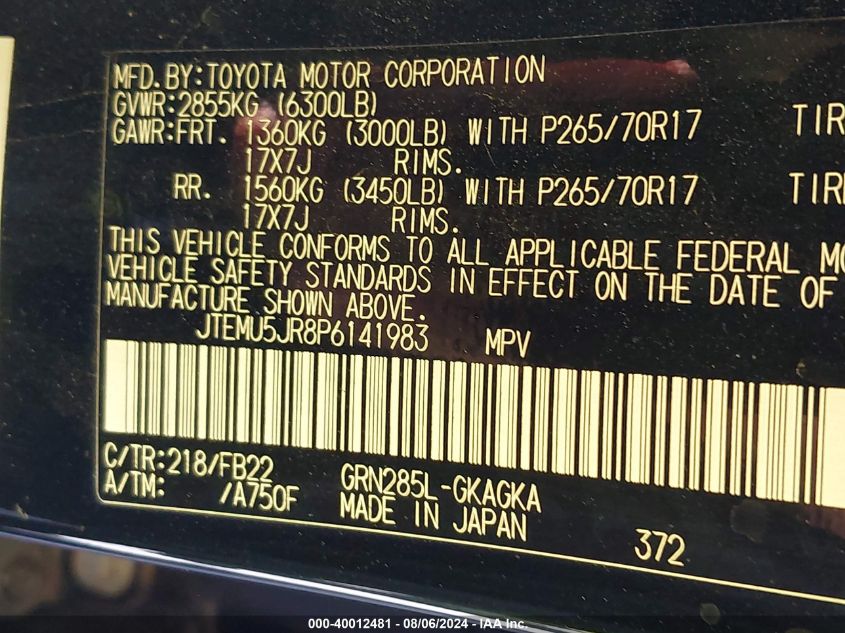 MFD.BY:TOYOTA MOTOR CORPORATION
GVWR:2855KG (6300LB)
GAWR:FRT. 1360KG (3000LB) WITH P265/70R17 TIR
17X7J RIMS.
RR. 1560KG (3450LB) WITH P265/70R17 TIR
17X7J RIMS.
THIS VEHICLE CONFORMS TO ALL APPLICABLE FEDERAL MO
VEHICLE SAFETY STANDARDS IN EFFECT ON THE DATE OF
MANUFACTURE SHOWN ABOVE.
JTEMU5JR8P6141983 MPV
C/TR:218/FB22 GRN285L-GKAGKA
A/TM: /A750F MADE IN JAPAN
372
000-40012481 - 08/06/2024 - IAA Inc.